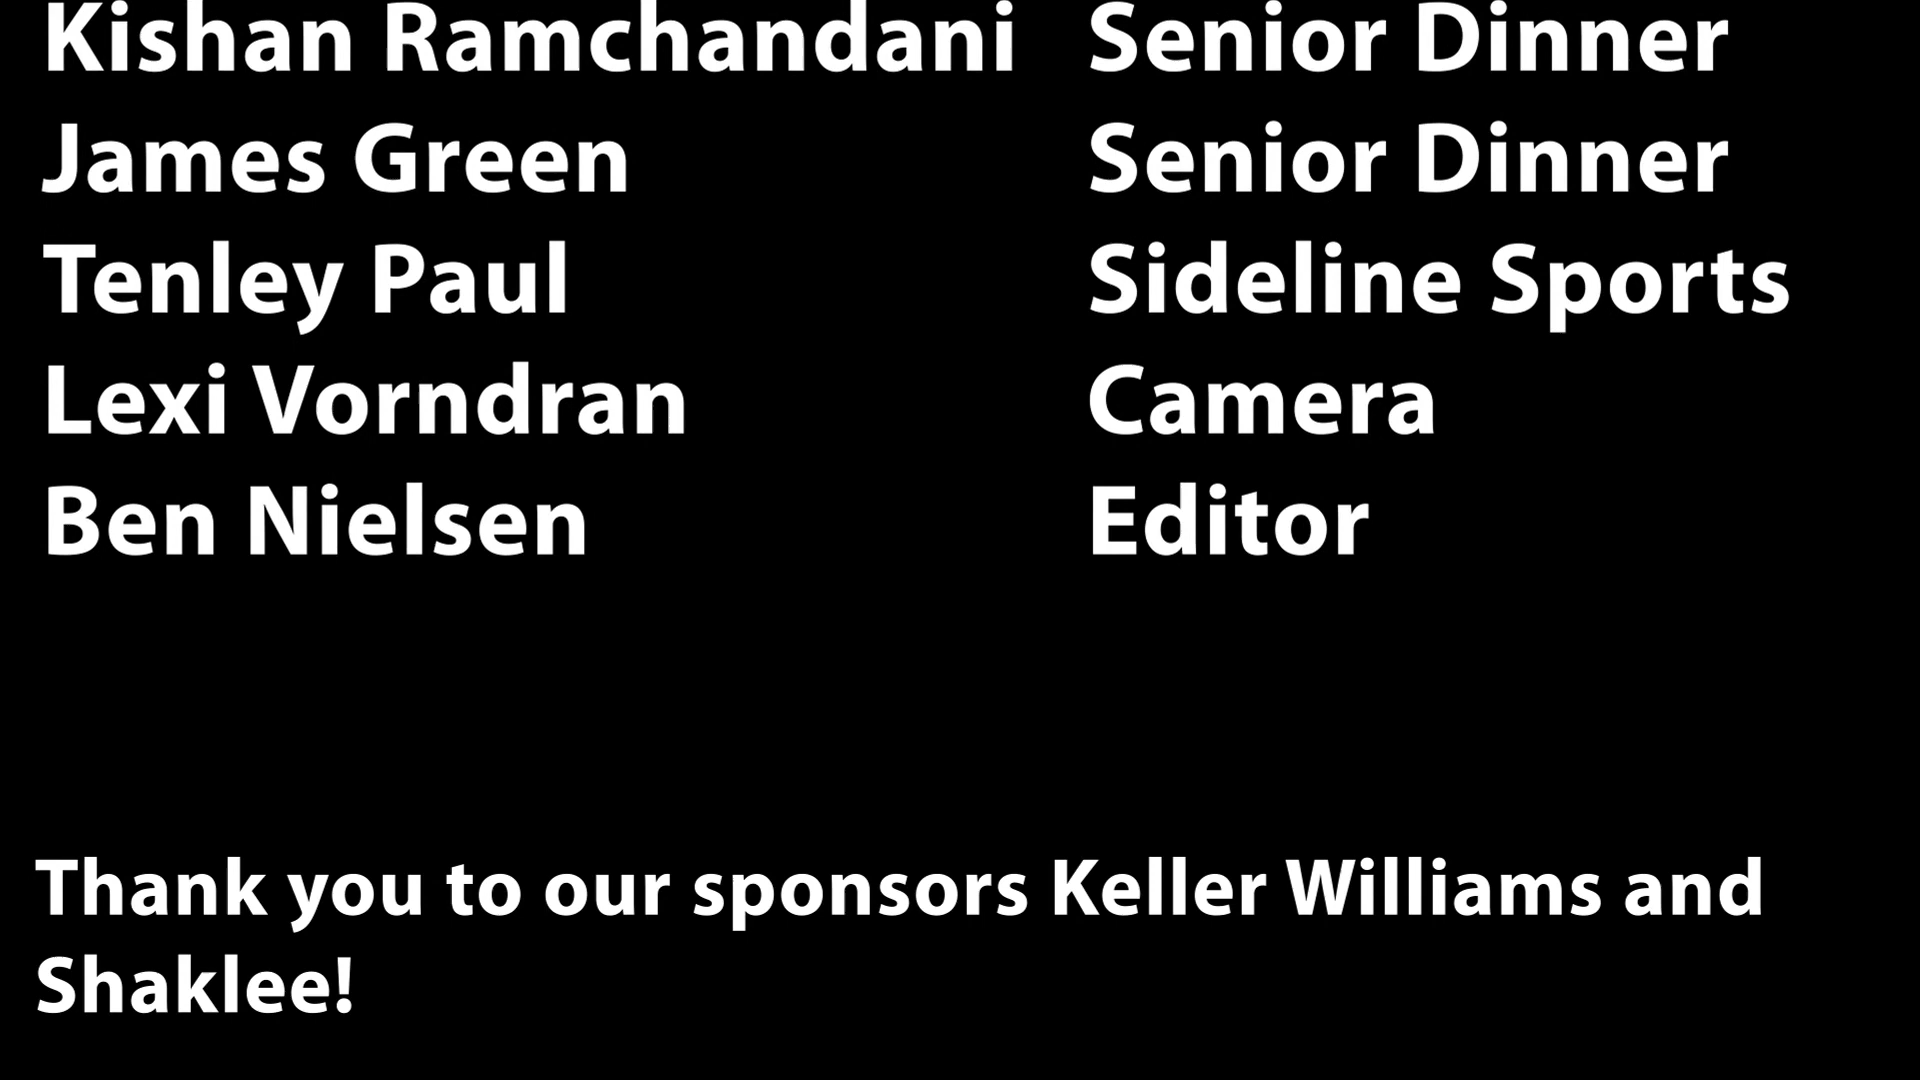 Kishan Ramchandani Senior Dinner
James Green Senior Dinner
Tenley Paul Sideline Sports
Lexi Vorndran Camera
Ben Nielsen Editor
Thank you to our sponsors Keller Williams and
Shaklee!